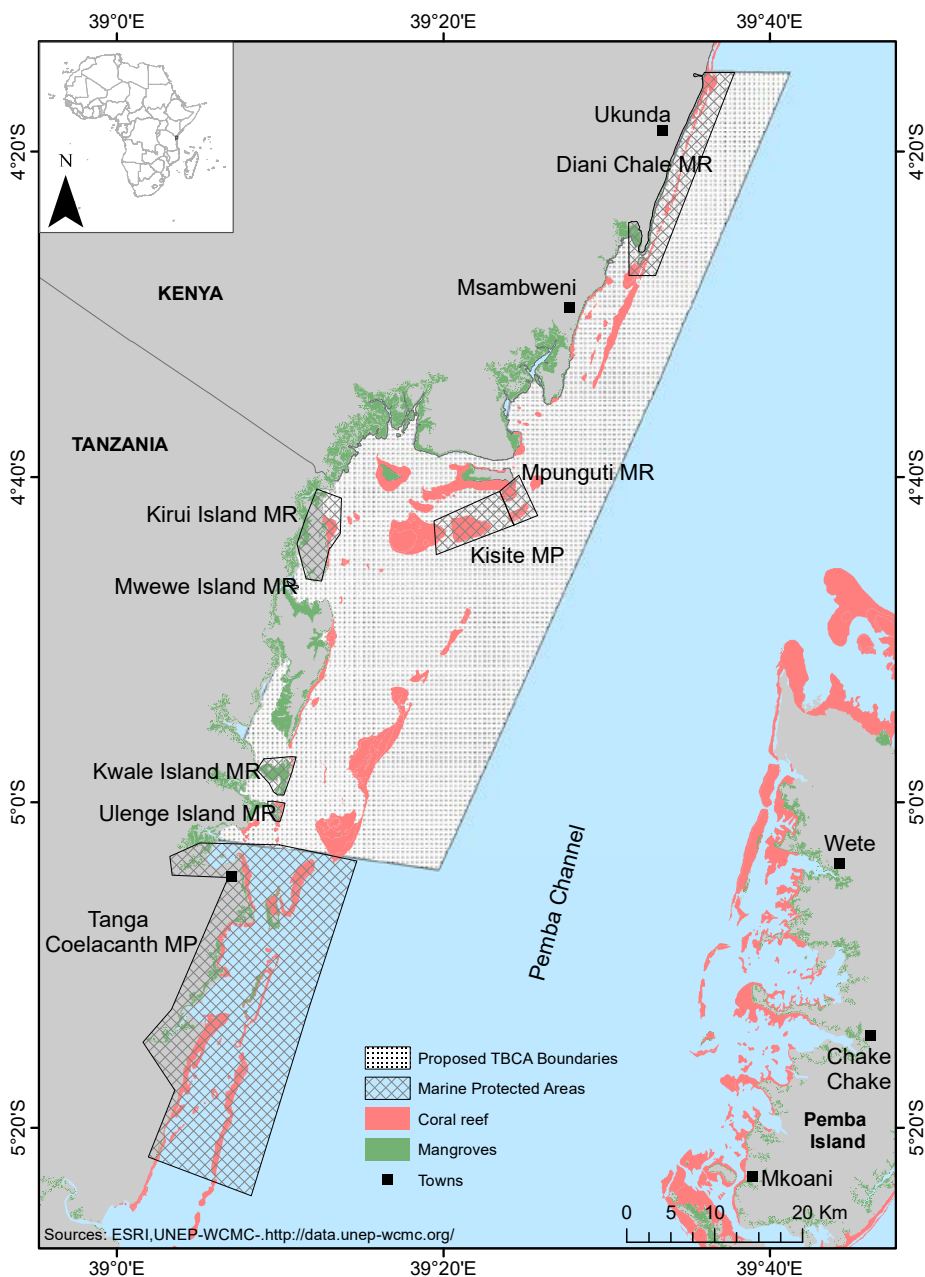 39°0'E 39°20'E 39°40'E
N
Ukunda
4°20'S 4°20'S
Diani Chale MR
Msambweni
KENYA
TANZANIA
4°40'S 4°40'S
Mpunguti MR
Kirui Island MR
Kisite MP
Mwewe Island MR
Kwale Island MR
5°0'S 5°0'S
Ulenge Island MR
Wete
Pemba Channel
Tanga
Coelacanth MP
Proposed TBCA Boundaries
Marine Protected Areas
Coral reef
Mangroves
Towns
Chake
Chake
Pemba
Island
5°20'S 5°20'S
Mkoani
0 5 10 20 Km
Sources: ESRI,UNEP-WCMC-.http://data.unep-wcmc.org/
39°0'E 39°20'E 39°40'E